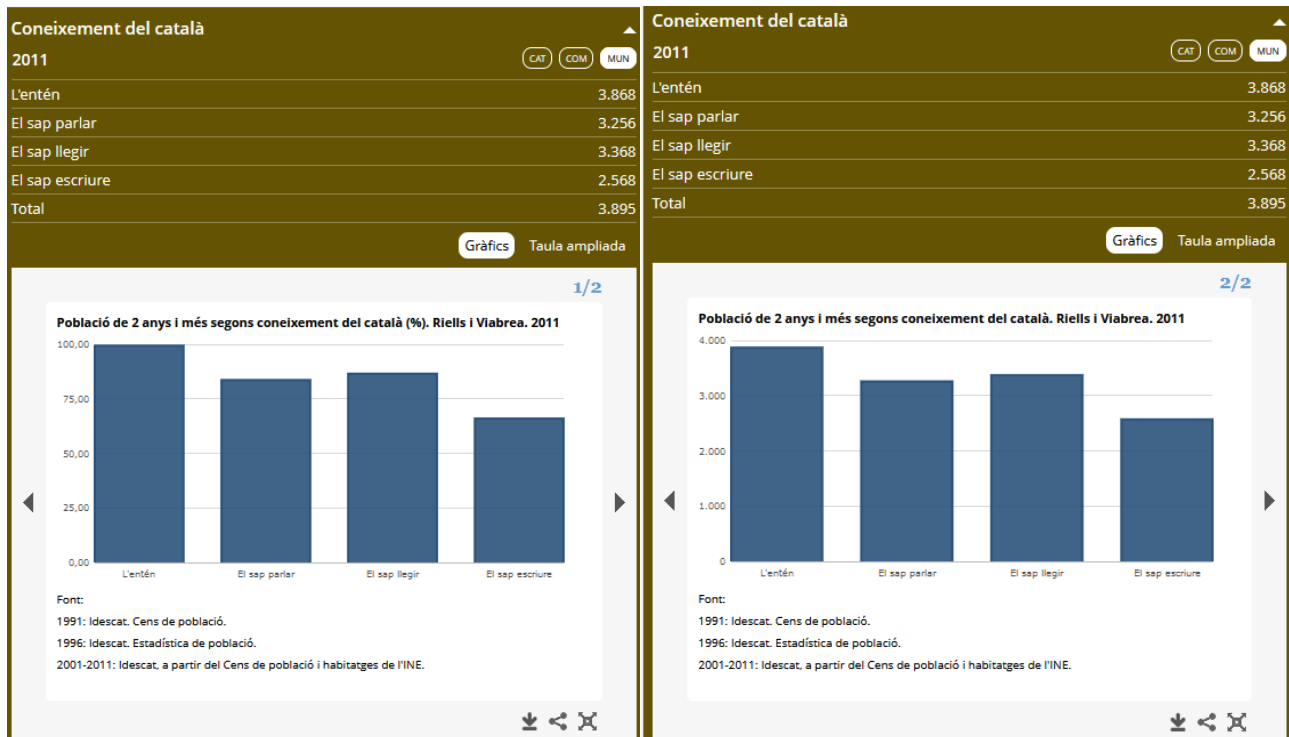 Coneixement del català
2011
CAT COM MUN
L'entén 3.868
El sap parlar 3.256
El sap llegir 3.368
El sap escriure 2.568
Total 3.895
Gràfics Taula ampliada
1/2
Població de 2 anys i més segons coneixement del català (%). Riells i Viabrea. 2011
100,00
75,00
50,00
25,00
0,00
L'entén El sap parlar El sap llegir El sap escriure
Font:
1991: Idescat. Cens de població.
1996: Idescat. Estadística de població.
2001-2011: Idescat, a partir del Cens de població i habitatges de l'INE.
Coneixement del català
2011
CAT COM MUN
L'entén 3.868
El sap parlar 3.256
El sap llegir 3.368
El sap escriure 2.568
Total 3.895
Gràfics Taula ampliada
2/2
Població de 2 anys i més segons coneixement del català. Riells i Viabrea. 2011
4.000
3.000
2.000
1.000
0
L'entén El sap parlar El sap llegir El sap escriure
Font:
1991: Idescat. Cens de població.
1996: Idescat. Estadística de població.
2001-2011: Idescat, a partir del Cens de població i habitatges de l'INE.